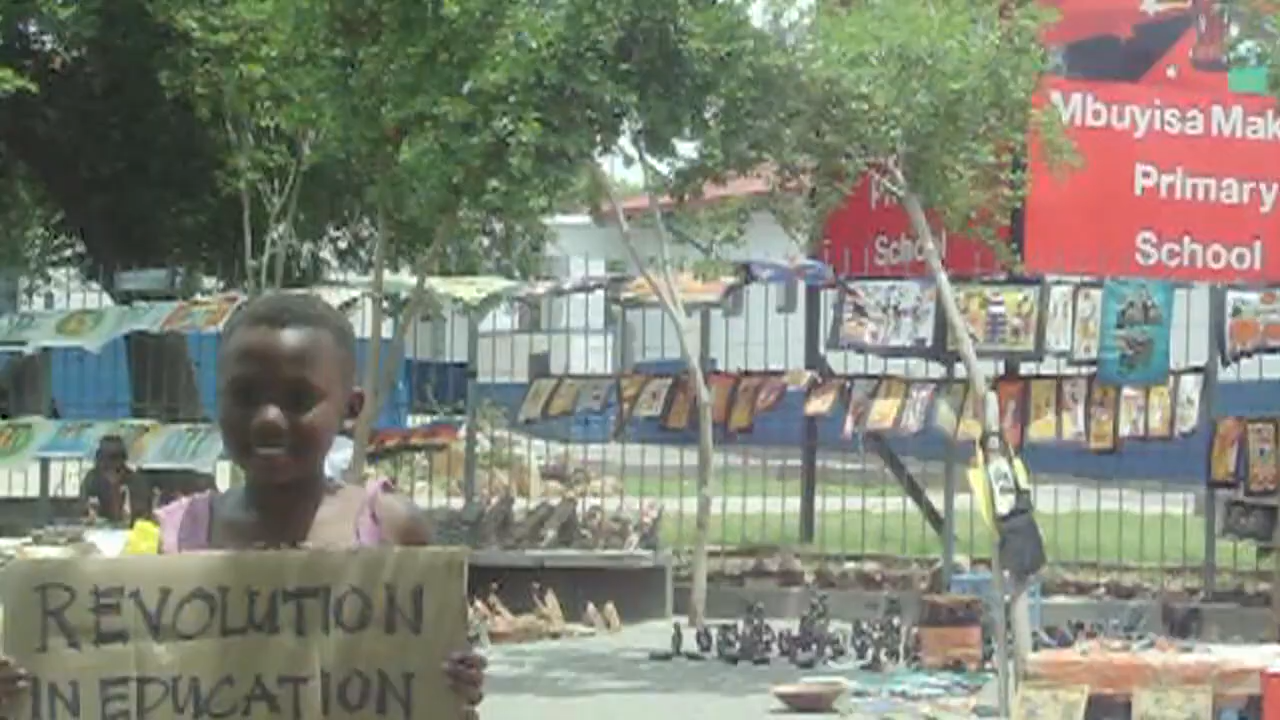 Mbuyisa Mak
Primary
School
School
REVOLUTION
IN EDUCATION